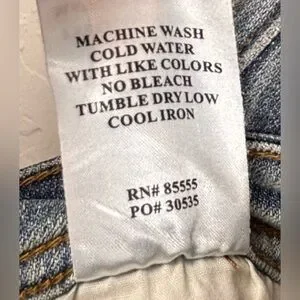 MACHINE WASH
COLD WATER
WITH LIKE COLORS
NO BLEACH
TUMBLE DRY LOW
COOL IRON
RN# 85555
PO# 30535